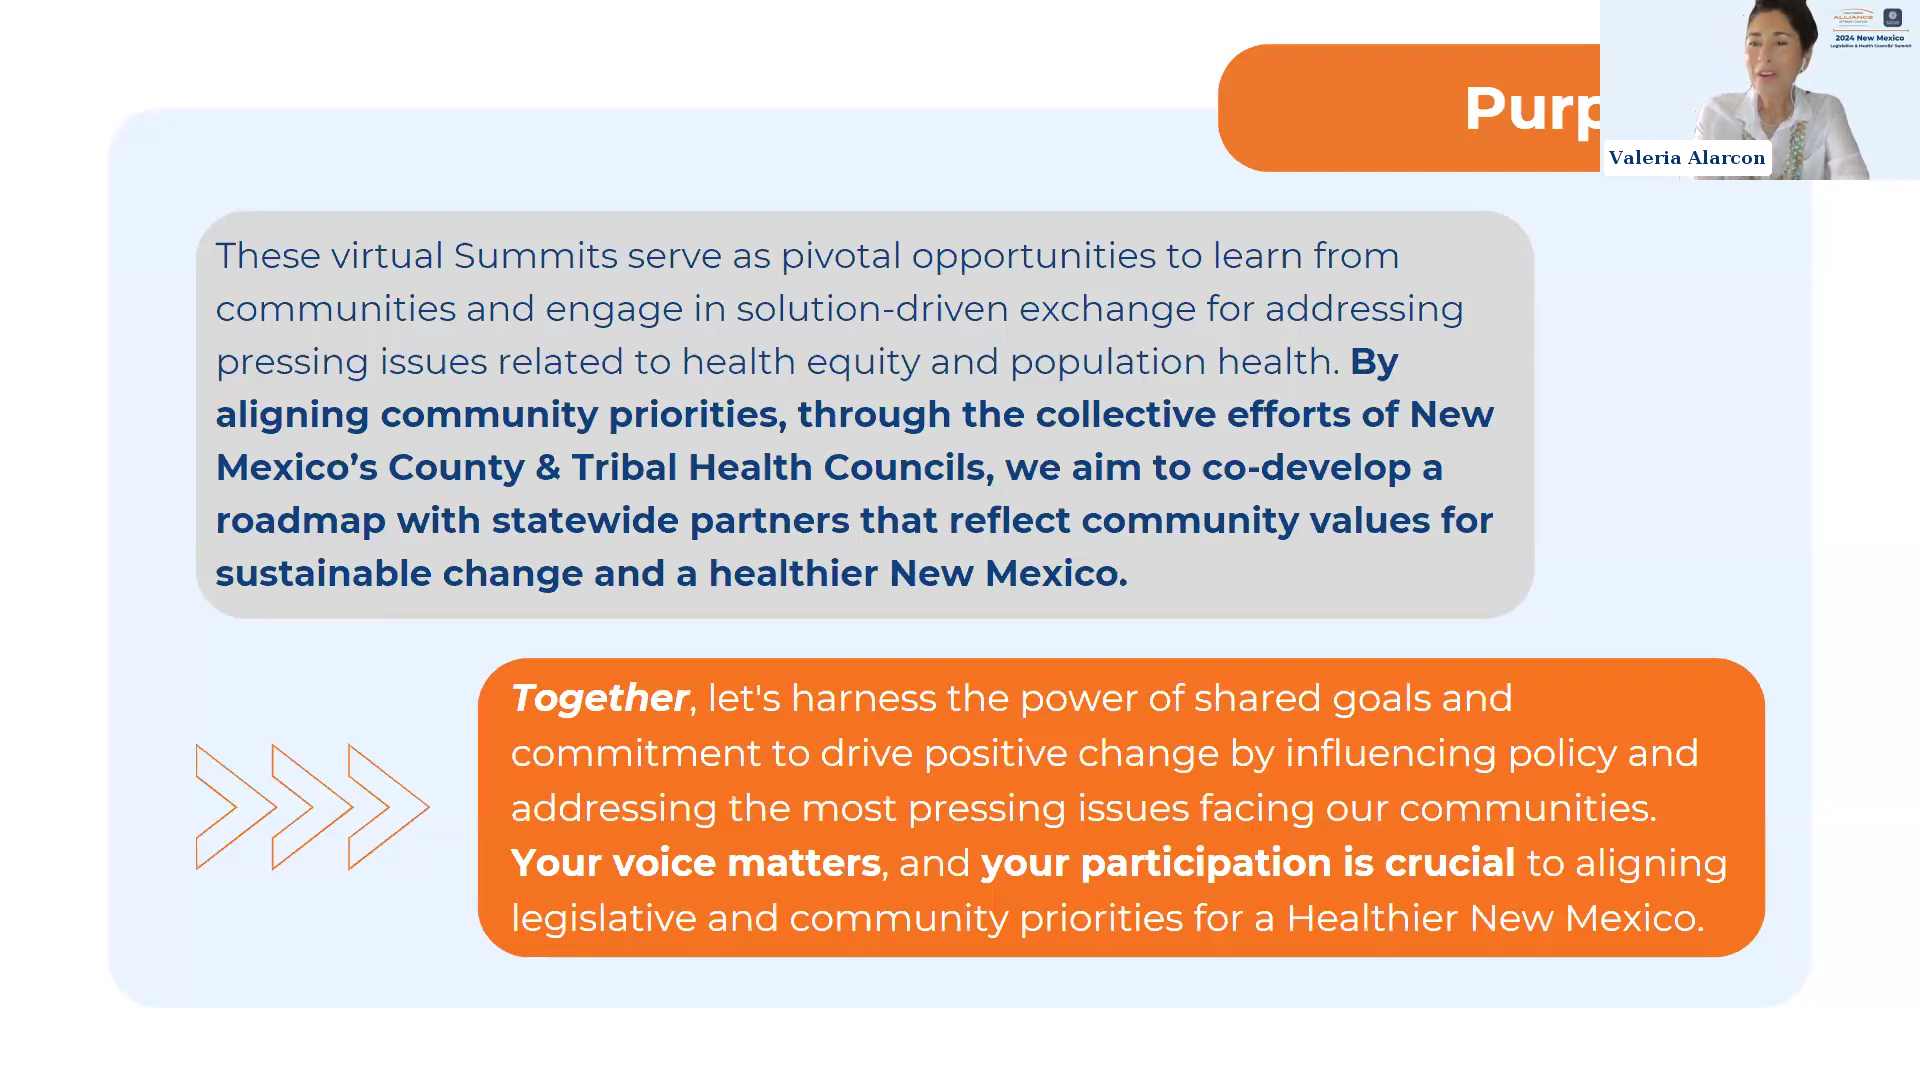 Purp
ALLIANCE
2024 New Mexico
Legislative & Health Councils' Summit
Valeria Alarcon
These virtual Summits serve as pivotal opportunities to learn from
communities and engage in solution-driven exchange for addressing
pressing issues related to health equity and population health. By
aligning community priorities, through the collective efforts of New
Mexico’s County & Tribal Health Councils, we aim to co-develop a
roadmap with statewide partners that reflect community values for
sustainable change and a healthier New Mexico.
Together, let's harness the power of shared goals and
commitment to drive positive change by influencing policy and
addressing the most pressing issues facing our communities.
Your voice matters, and your participation is crucial to aligning
legislative and community priorities for a Healthier New Mexico.